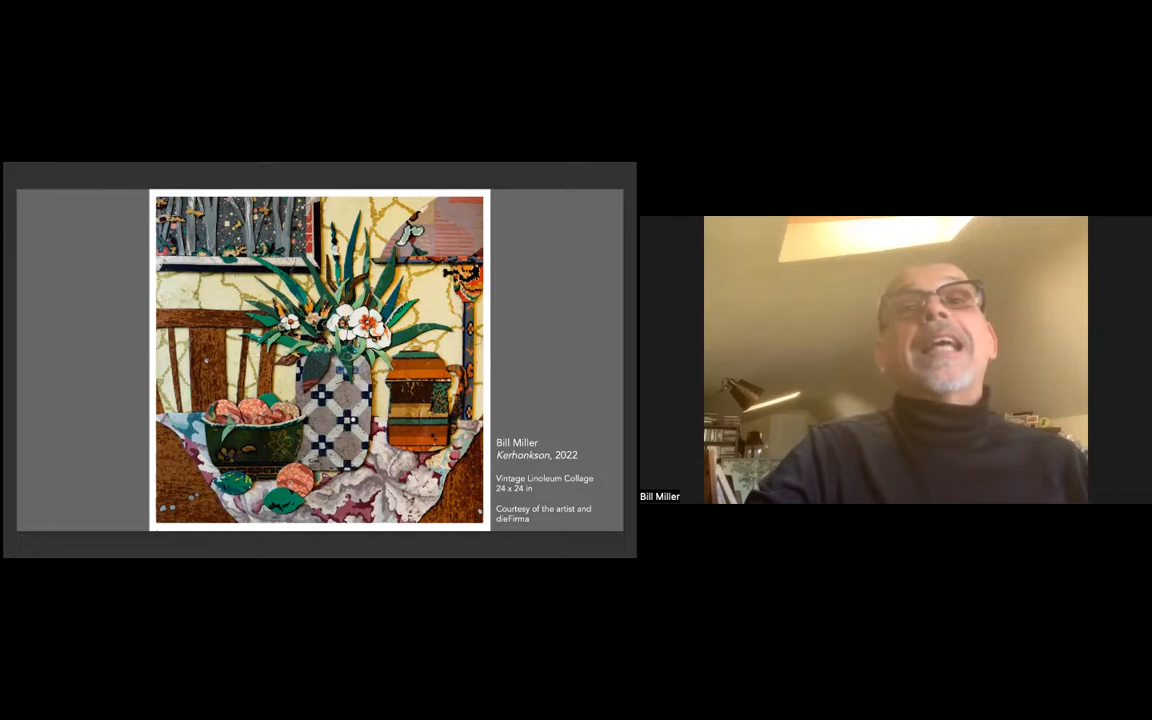 Bill Miller
Kerhonkson, 2022
Vintage Linoleum Collage
24 x 24 in
Courtesy of the artist and
dieFirma
Bill Miller